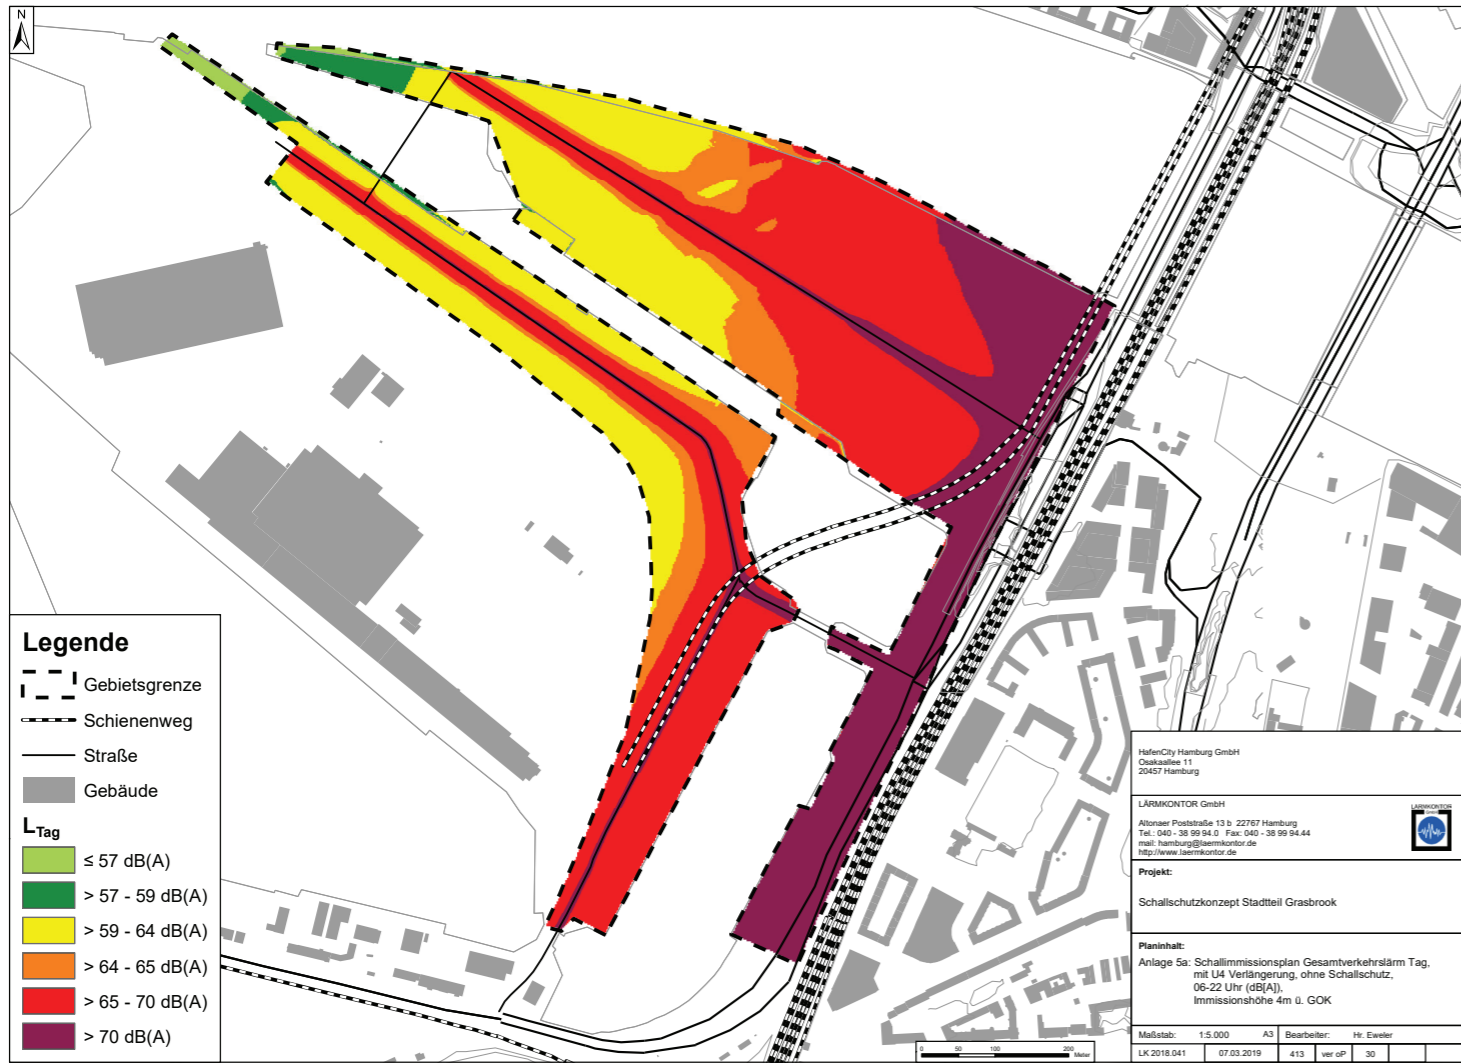 N
Legende
Gebietsgrenze
Schienenweg
Straße
Gebäude
LTag
≤ 57 dB(A)
> 57 - 59 dB(A)
> 59 - 64 dB(A)
> 64 - 65 dB(A)
> 65 - 70 dB(A)
> 70 dB(A)
0 50 100 200
Meter
HafenCity Hamburg GmbH
Osakaallee 11
20457 Hamburg
LÄRMKONTOR GmbH
Altonaer Poststraße 13 b 22767 Hamburg
Tel.: 040 - 38 99 94.0 Fax: 040 - 38 99 94.44
mail: hamburg@laermkontor.de
http://www.laermkontor.de
LÄRMKONTOR
Projekt:
Schallschutzkonzept Stadtteil Grasbrook
Planinhalt:
Anlage 5a: Schallimmissionsplan Gesamtverkehrslärm Tag,
mit U4 Verlängerung, ohne Schallschutz,
06-22 Uhr (dB[A]),
Immissionshöhe 4m ü. GOK
Maßstab: 1:5.000 A3 Bearbeiter: Hr. Eweler
LK 2018.041 07.03.2019 413 ver oP 30